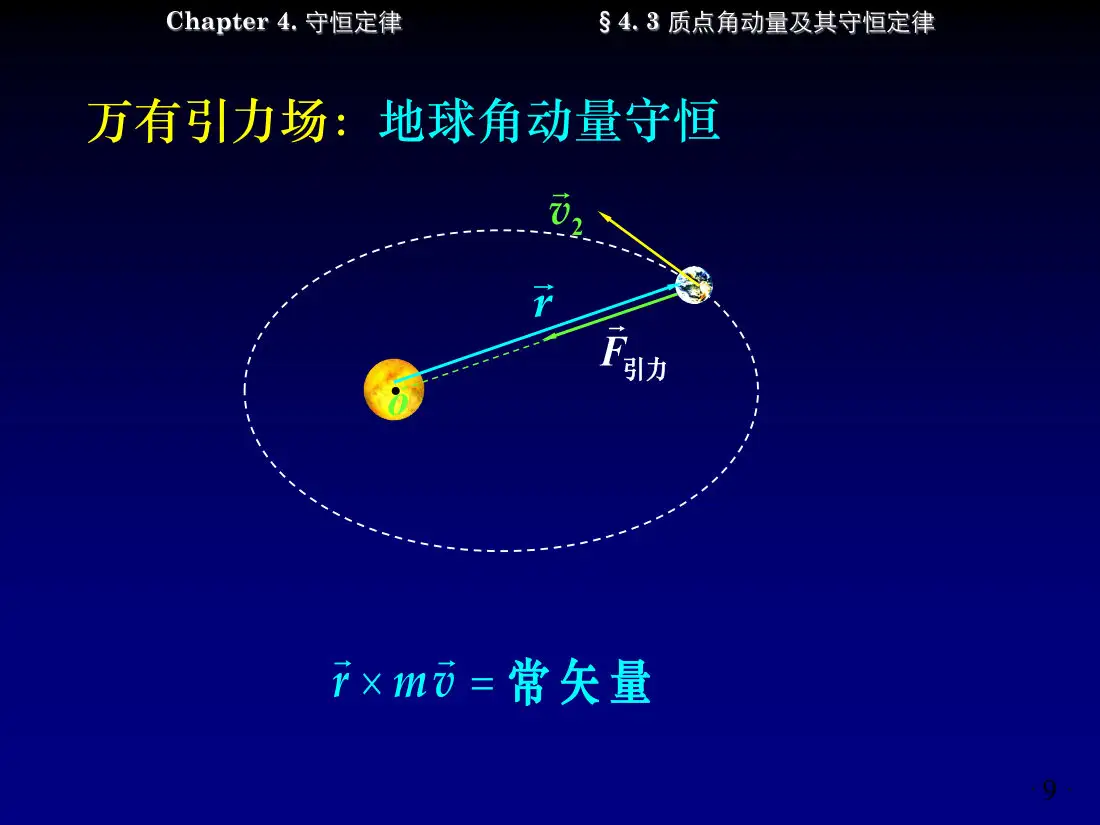 Chapter 4. 守恒定律 §4. 3 质点角动量及其守恒定律
万有引力场：地球角动量守恒
v⃗₂
r⃗
F⃗引力
o
r⃗ × mv⃗ = 常矢量
9